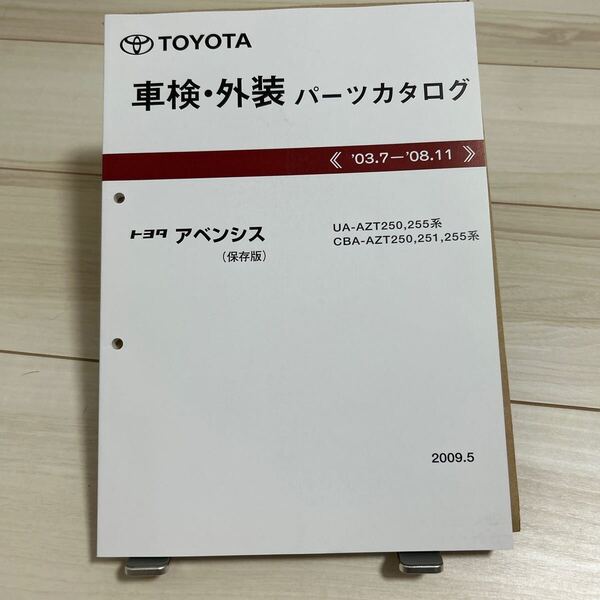 TOYOTA
車検・外装 パーツカタログ
《 '03.7―'08.11 》
トヨタ アベンシス
(保存版)
UA-AZT250,255系
CBA-AZT250,251,255系
2009.5